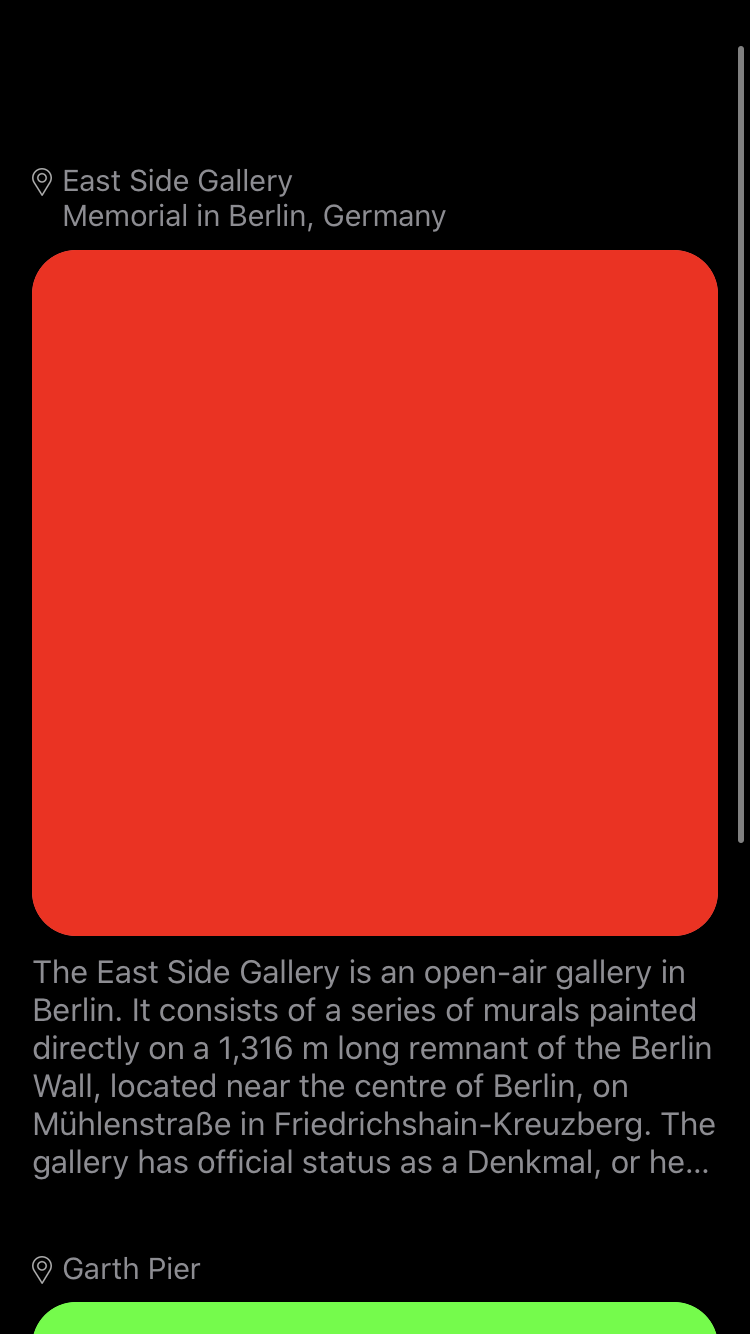 East Side Gallery
Memorial in Berlin, Germany
The East Side Gallery is an open-air gallery in
Berlin. It consists of a series of murals painted
directly on a 1,316 m long remnant of the Berlin
Wall, located near the centre of Berlin, on
Mühlenstraße in Friedrichshain-Kreuzberg. The
gallery has official status as a Denkmal, or he...
Garth Pier